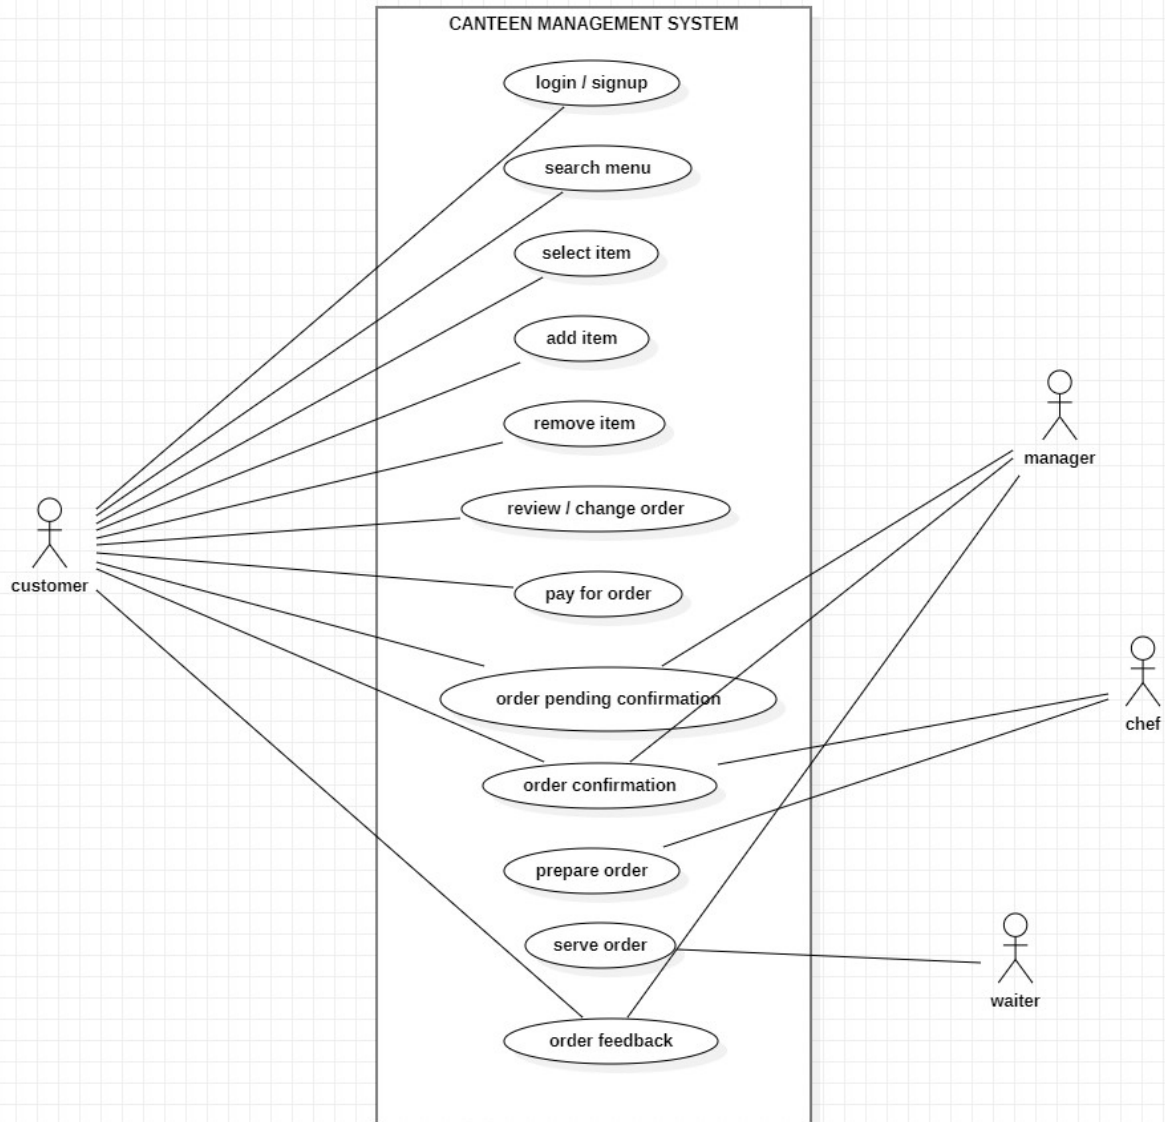 CANTEEN MANAGEMENT SYSTEM
login / signup
search menu
select item
add item
remove item
review / change order
pay for order
order pending confirmation
order confirmation
prepare order
serve order
order feedback
customer
manager
chef
waiter